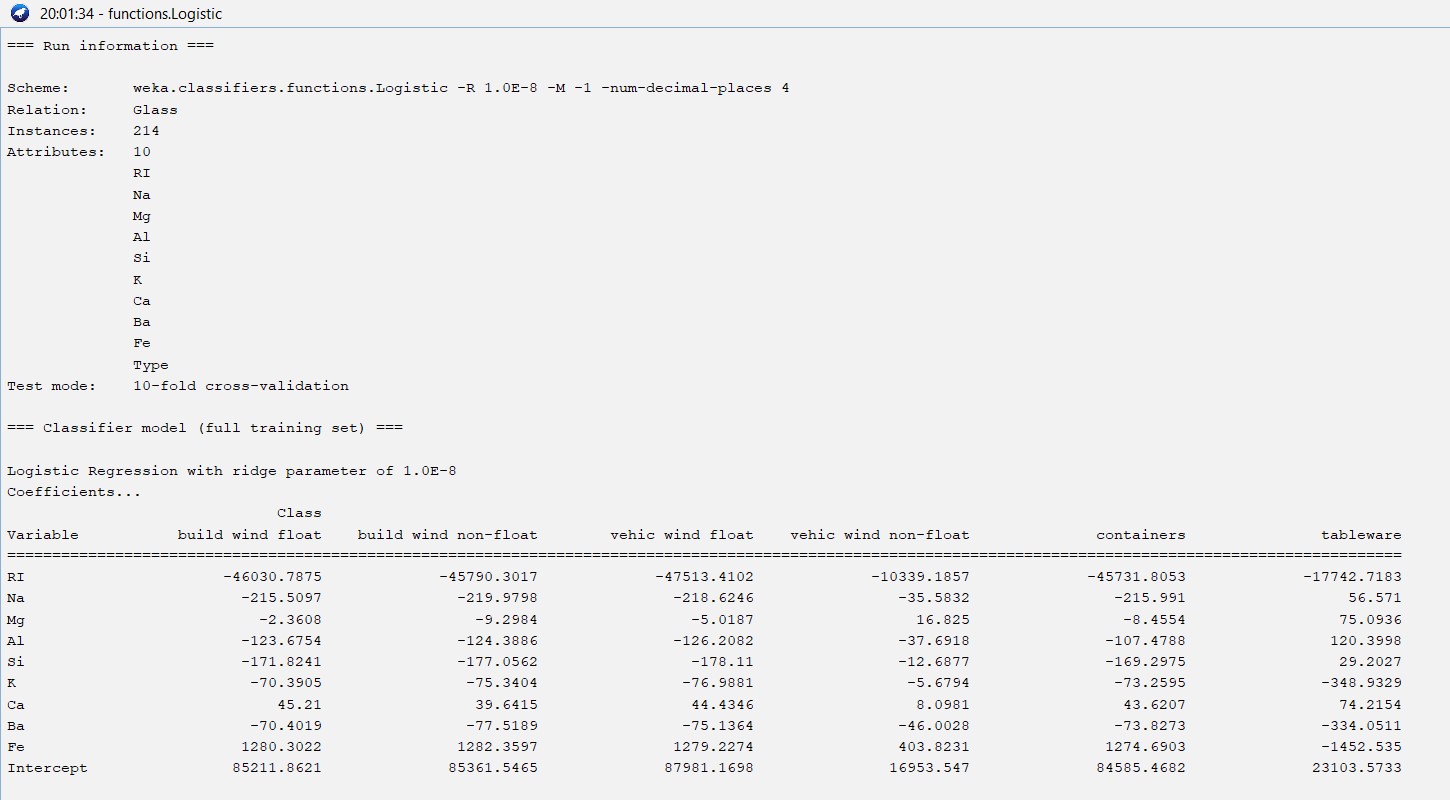 20:01:34 - functions.Logistic
=== Run information ===
Scheme: weka.classifiers.functions.Logistic -R 1.0E-8 -M -1 -num-decimal-places 4
Relation: Glass
Instances: 214
Attributes: 10
RI
Na
Mg
Al
Si
K
Ca
Ba
Fe
Type
Test mode: 10-fold cross-validation
=== Classifier model (full training set) ===
Logistic Regression with ridge parameter of 1.0E-8
Coefficients...
Class
Variable build wind float build wind non-float vehic wind float vehic wind non-float containers tableware
===========================================================================================================================================================
RI -46030.7875 -45790.3017 -47513.4102 -10339.1857 -45731.8053 -17742.7183
Na -215.5097 -219.9798 -218.6246 -35.5832 -215.991 56.571
Mg -2.3608 -9.2984 -5.0187 16.825 -8.4554 75.0936
Al -123.6754 -124.3886 -126.2082 -37.6918 -107.4788 120.3998
Si -171.8241 -177.0562 -178.11 -12.6877 -169.2975 29.2027
K -70.3905 -75.3404 -76.9881 -5.6794 -73.2595 -348.9329
Ca 45.21 39.6415 44.4346 8.0981 43.6207 74.2154
Ba -70.4019 -77.5189 -75.1364 -46.0028 -73.8273 -334.0511
Fe 1280.3022 1282.3597 1279.2274 403.8231 1274.6903 -1452.535
Intercept 85211.8621 85361.5465 87981.1698 16953.547 84585.4682 23103.5733